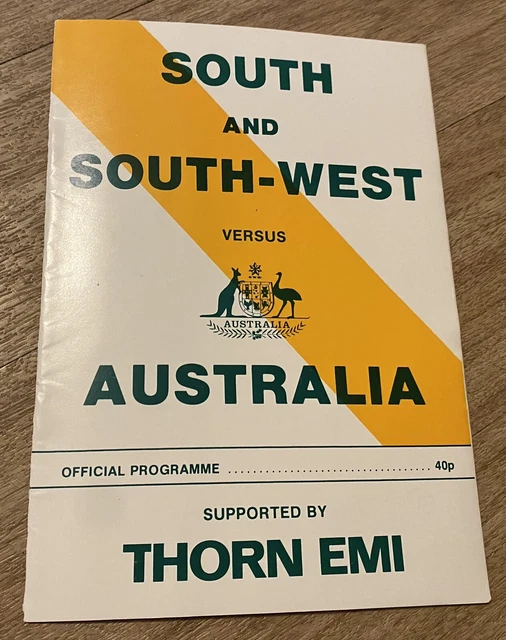 SOUTH
AND
SOUTH-WEST
VERSUS
AUSTRALIA
AUSTRALIA
OFFICIAL PROGRAMME .................................. 40p
SUPPORTED BY
THORN EMI